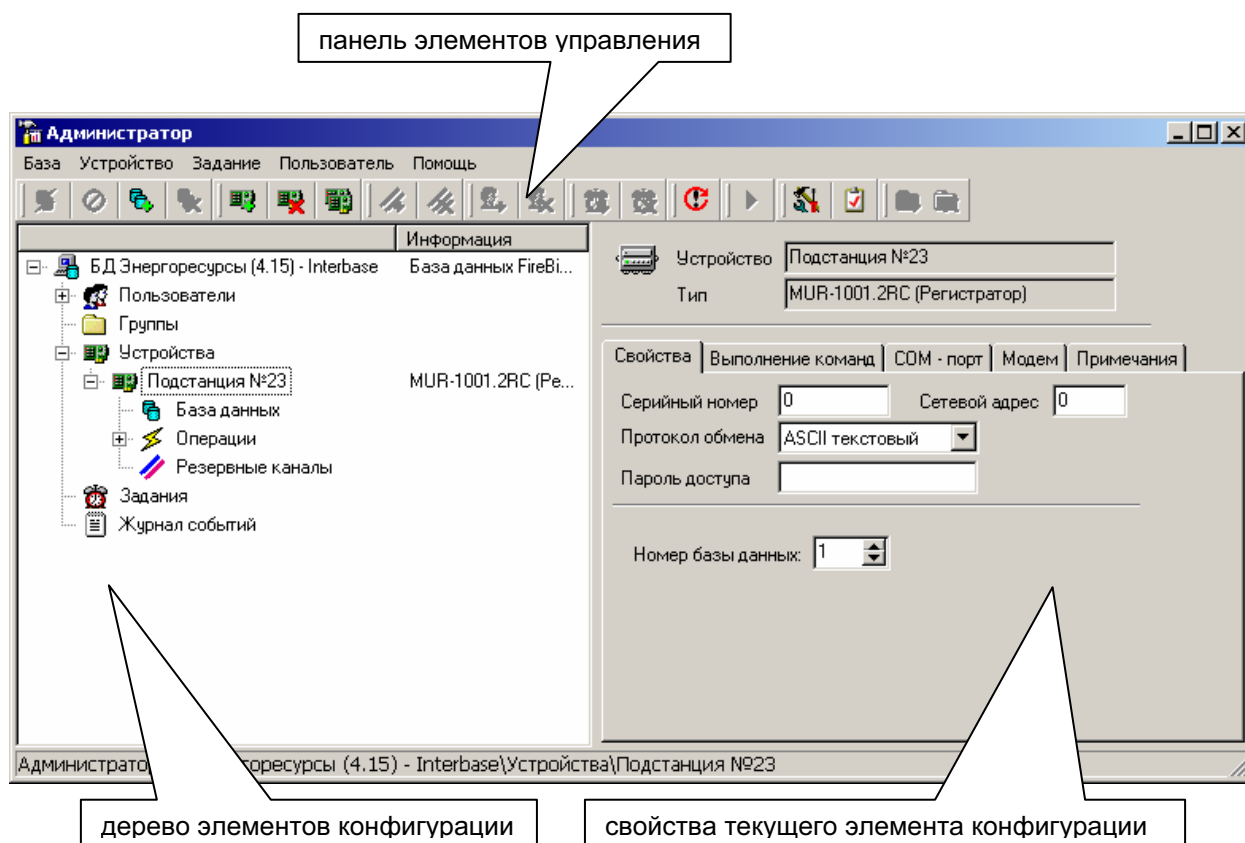 панель элементов управления
Администратор
База Устройство Задание Пользователь Помощь
Информация
БД Энергоресурсы (4.15) - Interbase База данных FireBi...
Пользователи
Группы
Устройства
Подстанция №23 MUR-1001.2RC (Ре...
База данных
Операции
Резервные каналы
Задания
Журнал событий
Устройство Подстанция №23
Тип MUR-1001.2RC (Регистратор)
Свойства Выполнение команд COM - порт Модем Примечания
Серийный номер 0 Сетевой адрес 0
Протокол обмена ASCII текстовый
Пароль доступа
Номер базы данных: 1
(4.15) - Interbase\Устройства\Подстанция №23
дерево элементов конфигурации
свойства текущего элемента конфигурации